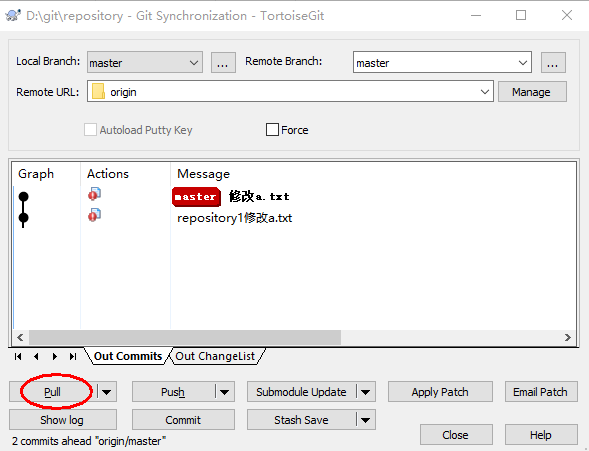 D:\git\repository - Git Synchronization - TortoiseGit
Local Branch: master ... Remote Branch: master ...
Remote URL: origin Manage
Autoload Putty Key Force
Graph Actions Message
master 修改a.txt
repository1修改a.txt
Out Commits Out ChangeList
Pull Push Submodule Update Apply Patch Email Patch
Show log Commit Stash Save
2 commits ahead "origin/master" Close Help